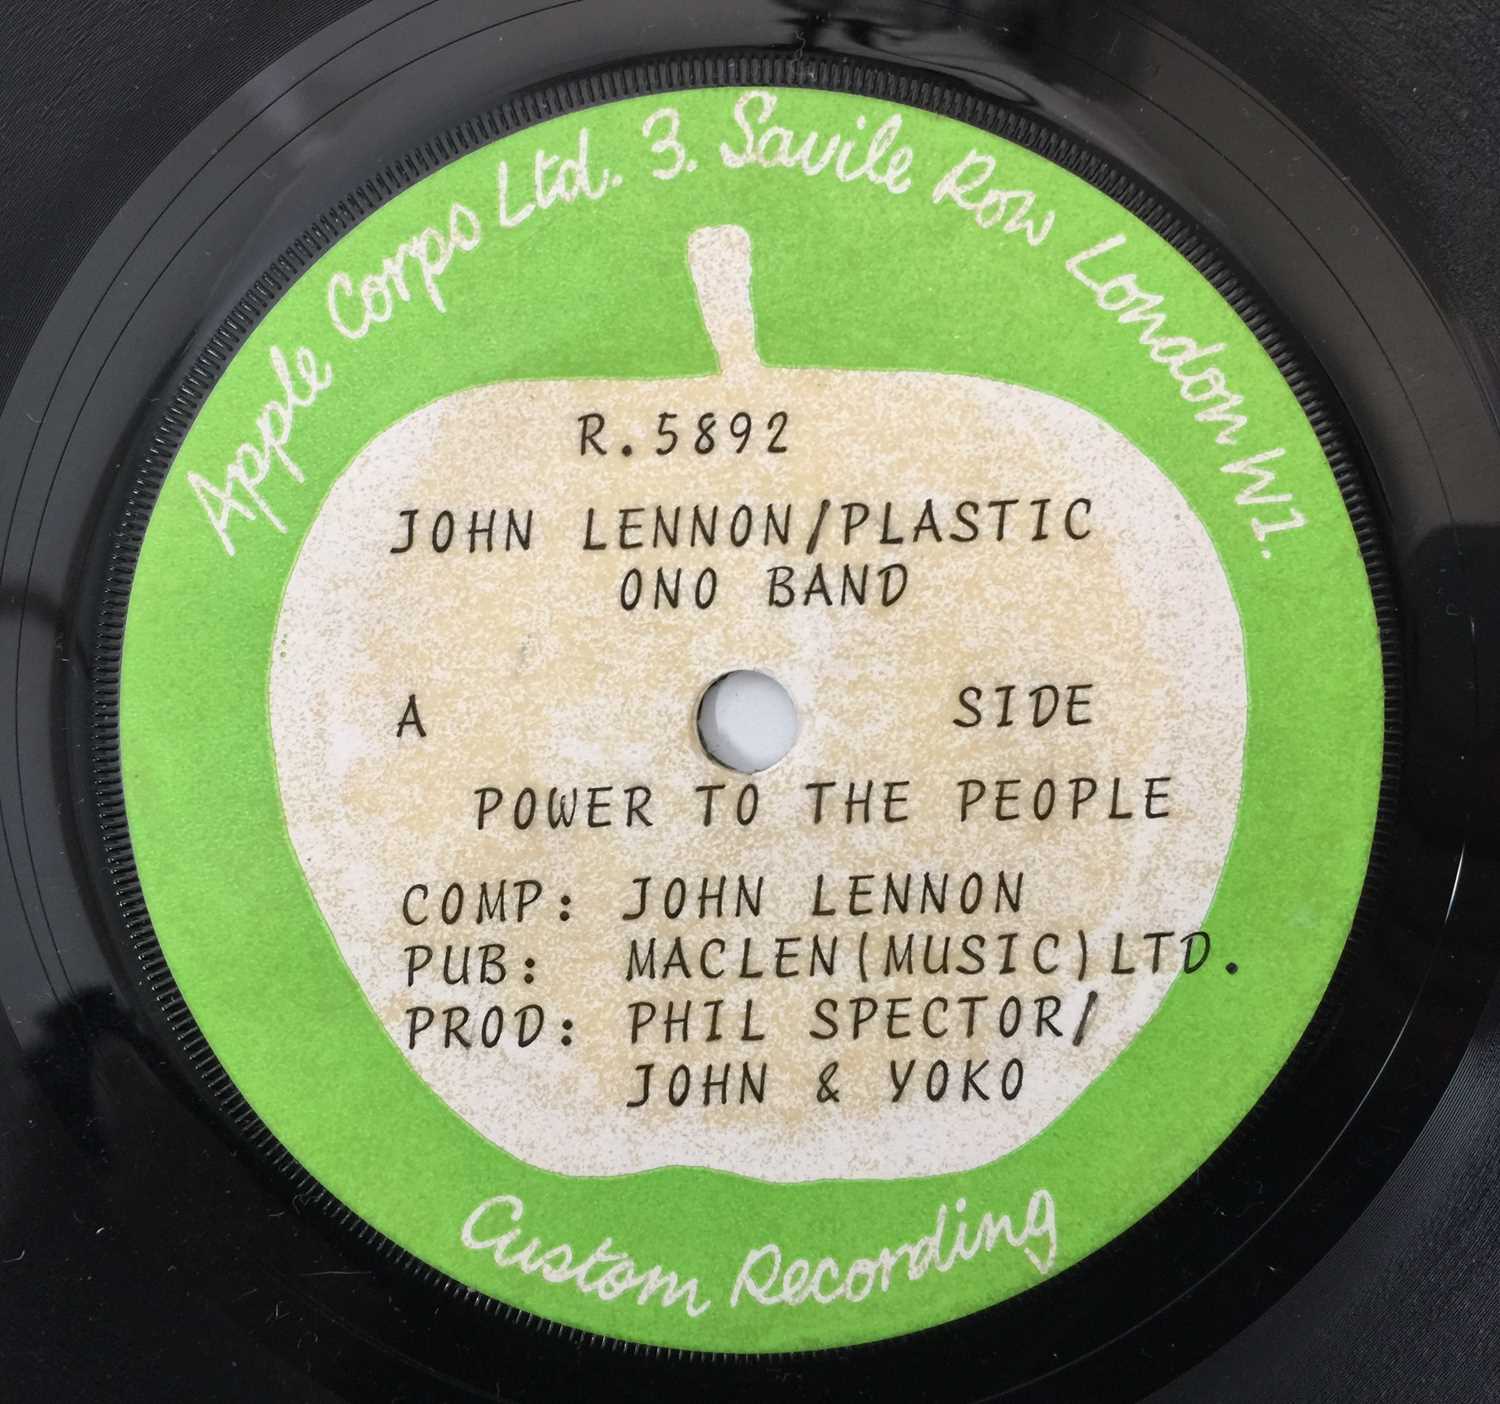 Apple Corps Ltd. 3. Savile Row London W1.
R.5892
JOHN LENNON/PLASTIC
ONO BAND
A SIDE
POWER TO THE PEOPLE
COMP: JOHN LENNON
PUB: MACLEN(MUSIC)LTD.
PROD: PHIL SPECTOR/
JOHN & YOKO
Custom Recording